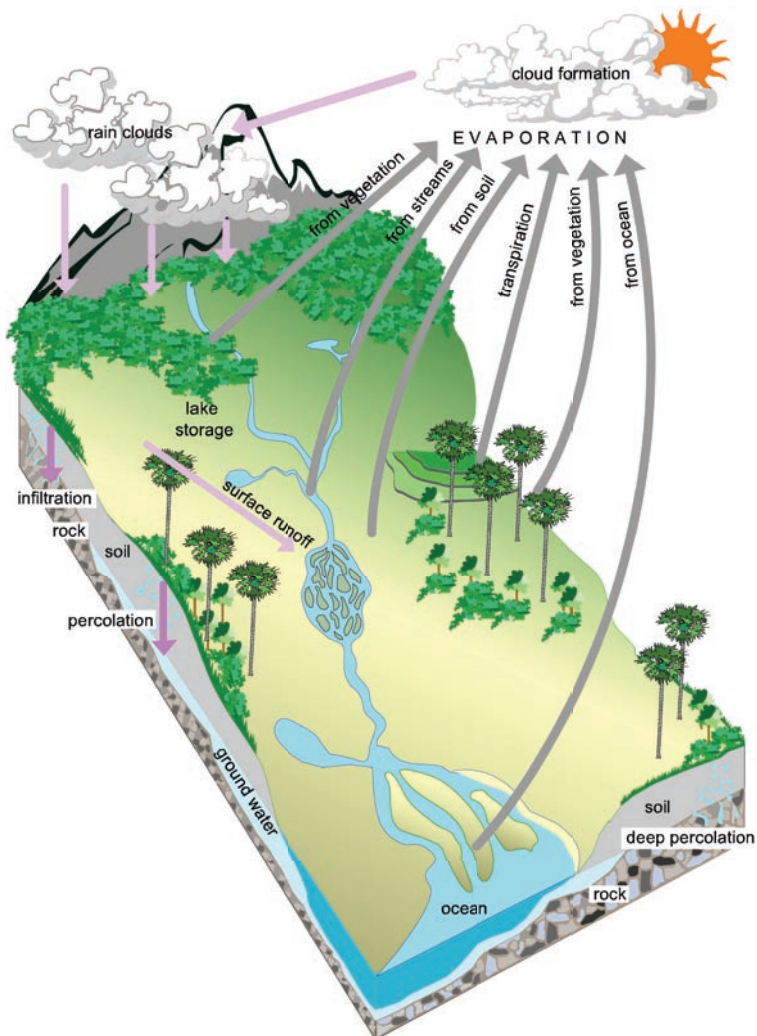 cloud formation
rain clouds
EVAPORATION
from vegetation
from streams
from soil
transpiration
from vegetation
from ocean
lake
storage
surface runoff
infiltration
rock
soil
percolation
ground water
soil
deep percolation
rock
ocean